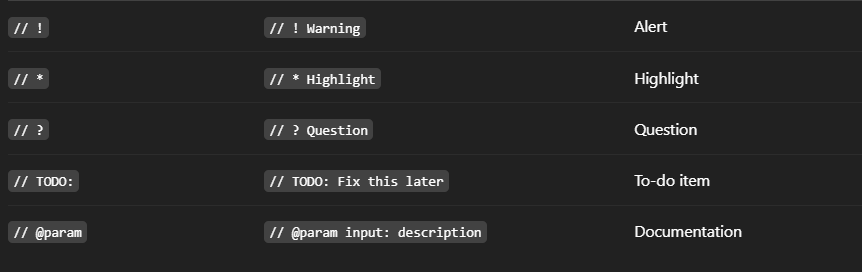 // ! // ! Warning Alert
// * // * Highlight Highlight
// ? // ? Question Question
// TODO: // TODO: Fix this later To-do item
// @param // @param input: description Documentation